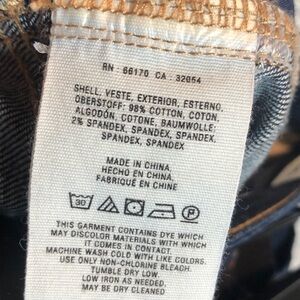 RN : 66170 CA : 32054
SHELL, VESTE, EXTERIOR, ESTERNO,
OBERSTOFF: 98% COTTON, COTON,
ALGODÓN, COTONE, BAUMWOLLE;
2% SPANDEX, SPANDEX, SPANDEX,
SPANDEX, SPANDEX
MADE IN CHINA
HECHO EN CHINA
FABRIQUÉ EN CHINE
30 P
THIS GARMENT CONTAINS DYE WHICH
MAY DISCOLOR MATERIALS WITH WHICH
IT COMES IN CONTACT.
MACHINE WASH COLD WITH LIKE COLORS.
USE ONLY NON-CHLORINE BLEACH.
TUMBLE DRY LOW.
IRON AS NEEDED.
MAY BE DRY CLEANED